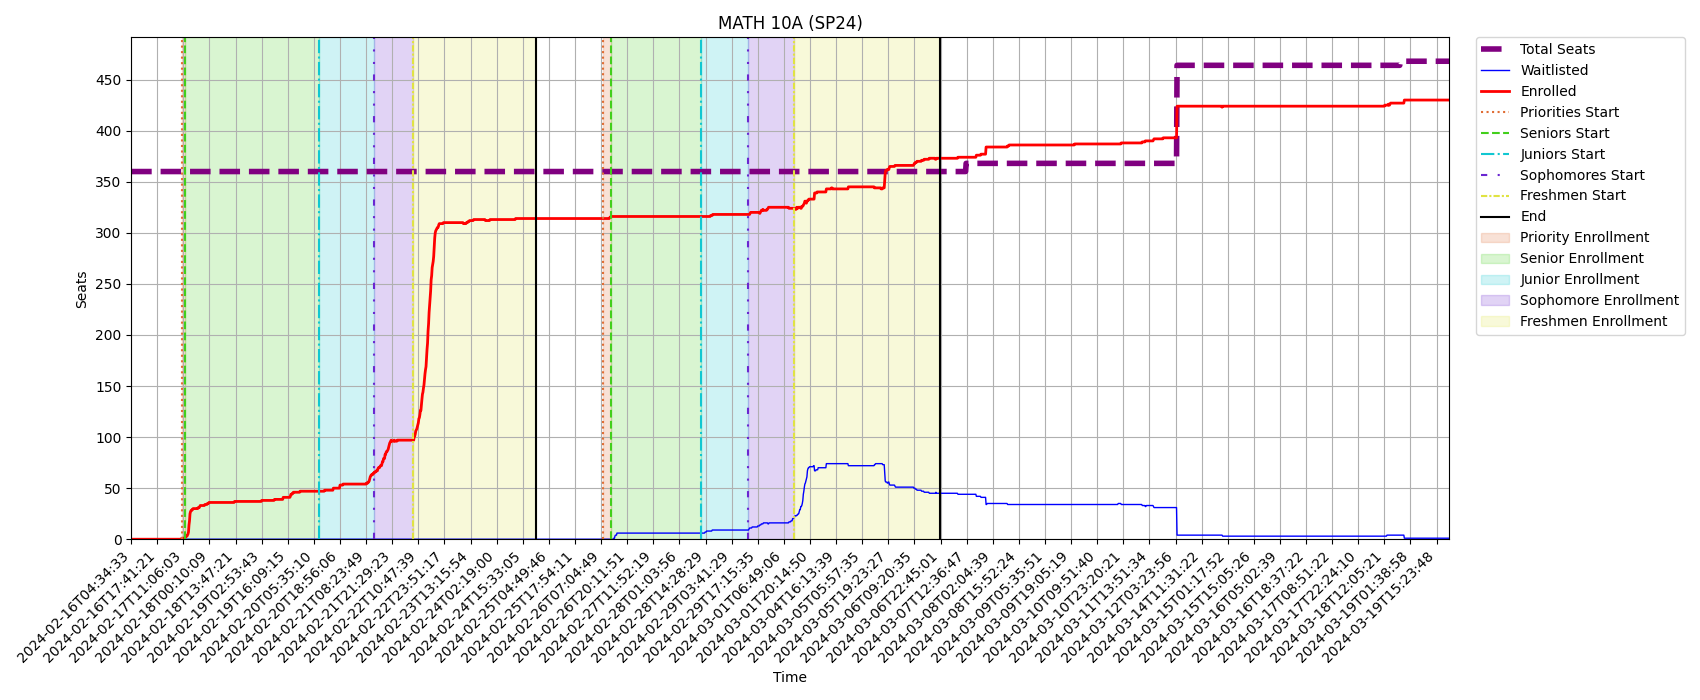 MATH 10A (SP24)
Seats
450
400
350
300
250
200
150
100
50
0
2024-02-16T04:34:33
2024-02-16T17:41:21
2024-02-17T11:06:03
2024-02-18T00:10:09
2024-02-18T13:47:21
2024-02-19T02:53:43
2024-02-19T16:09:15
2024-02-20T05:35:10
2024-02-20T18:56:06
2024-02-21T08:23:49
2024-02-21T21:29:23
2024-02-22T10:47:39
2024-02-22T23:51:17
2024-02-23T13:15:54
2024-02-24T02:19:00
2024-02-24T15:33:05
2024-02-25T04:49:46
2024-02-25T17:54:11
2024-02-26T07:04:49
2024-02-26T20:11:51
2024-02-27T11:52:19
2024-02-28T01:03:56
2024-02-28T14:28:29
2024-02-29T03:41:29
2024-02-29T17:15:35
2024-03-01T06:49:06
2024-03-01T20:14:50
2024-03-04T16:13:39
2024-03-05T05:57:35
2024-03-05T19:23:27
2024-03-06T09:20:35
2024-03-06T22:45:01
2024-03-07T12:36:47
2024-03-08T02:04:39
2024-03-08T15:52:24
2024-03-09T05:35:51
2024-03-09T19:05:19
2024-03-10T09:51:40
2024-03-10T23:20:21
2024-03-11T13:51:34
2024-03-12T03:23:56
2024-03-14T11:31:22
2024-03-15T01:17:52
2024-03-15T15:05:26
2024-03-16T05:02:39
2024-03-16T18:37:22
2024-03-17T08:51:22
2024-03-17T22:24:10
2024-03-18T12:05:21
2024-03-19T01:38:58
2024-03-19T15:23:48
Time
Total Seats
Waitlisted
Enrolled
Priorities Start
Seniors Start
Juniors Start
Sophomores Start
Freshmen Start
End
Priority Enrollment
Senior Enrollment
Junior Enrollment
Sophomore Enrollment
Freshmen Enrollment